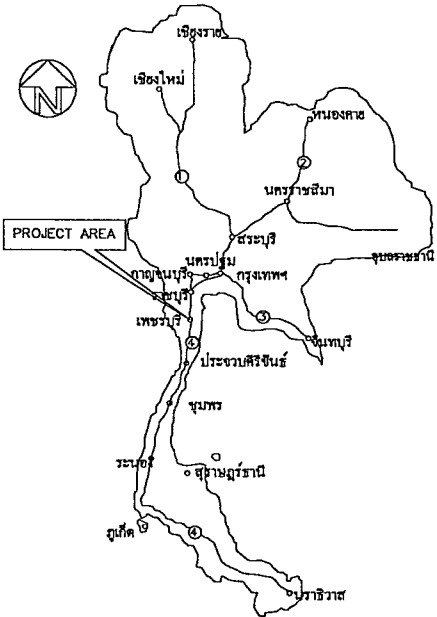 เชียงราย
เชียงใหม่
N
หนองคาย
②
①
นครราชสีมา
สระบุรี
PROJECT AREA
นครปฐม
กาญจนบุรี
กรุงเทพฯ
อุบลราชธานี
ราชบุรี
เพชรบุรี
③
จันทบุรี
④
ประจวบคีรีขันธ์
ชุมพร
ระนอง
สุราษฎร์ธานี
ภูเก็ต
④
นราธิวาส